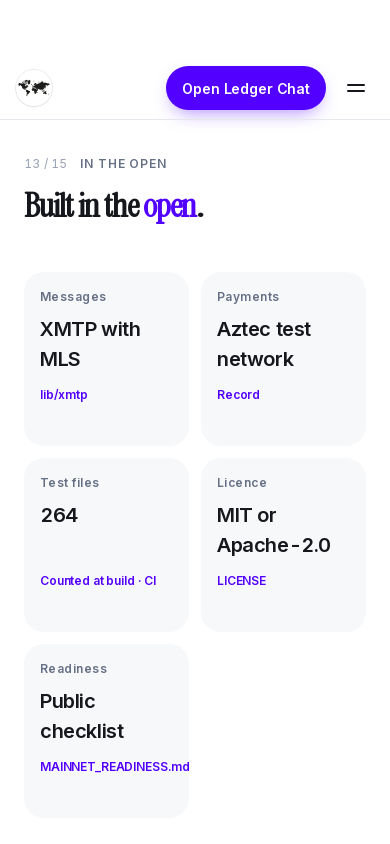 Open Ledger Chat
13 / 15 IN THE OPEN
Built in the open.
Messages
XMTP with
MLS
lib/xmtp
Payments
Aztec test
network
Record
Test files
264
Counted at build · CI
Licence
MIT or
Apache-2.0
LICENSE
Readiness
Public
checklist
MAINNET_READINESS.md